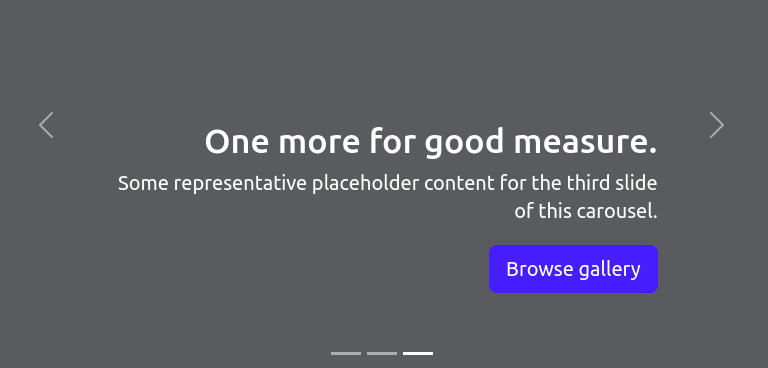 One more for good measure.
Some representative placeholder content for the third slide
of this carousel.
Browse gallery